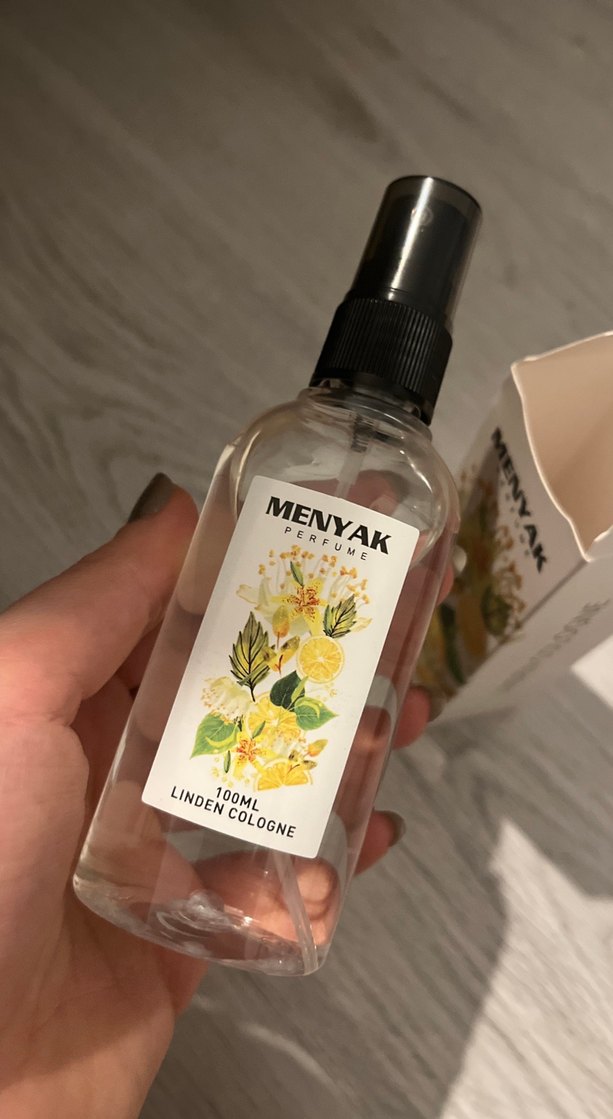 MENYAK
PERFUME
100ML
LINDEN COLOGNE
MENYAK